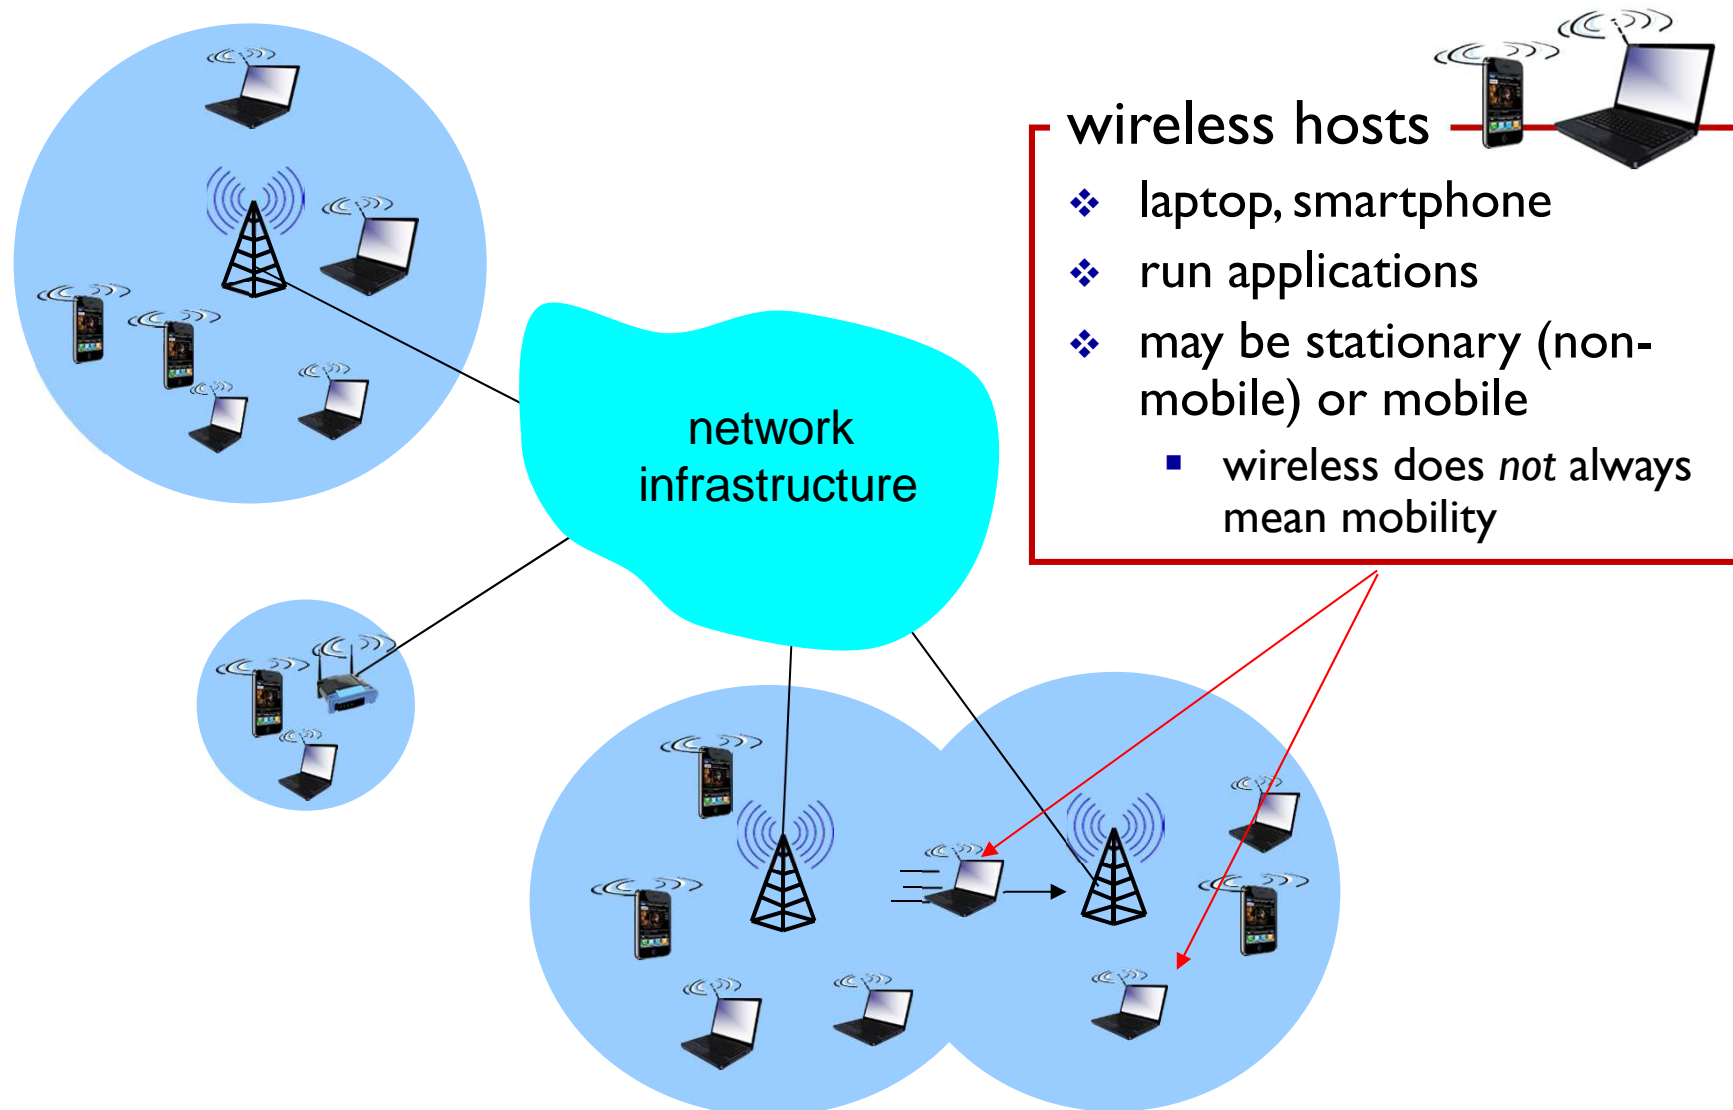 wireless hosts
❖ laptop, smartphone
❖ run applications
❖ may be stationary (non-
mobile) or mobile
▪ wireless does not always
mean mobility
network
infrastructure